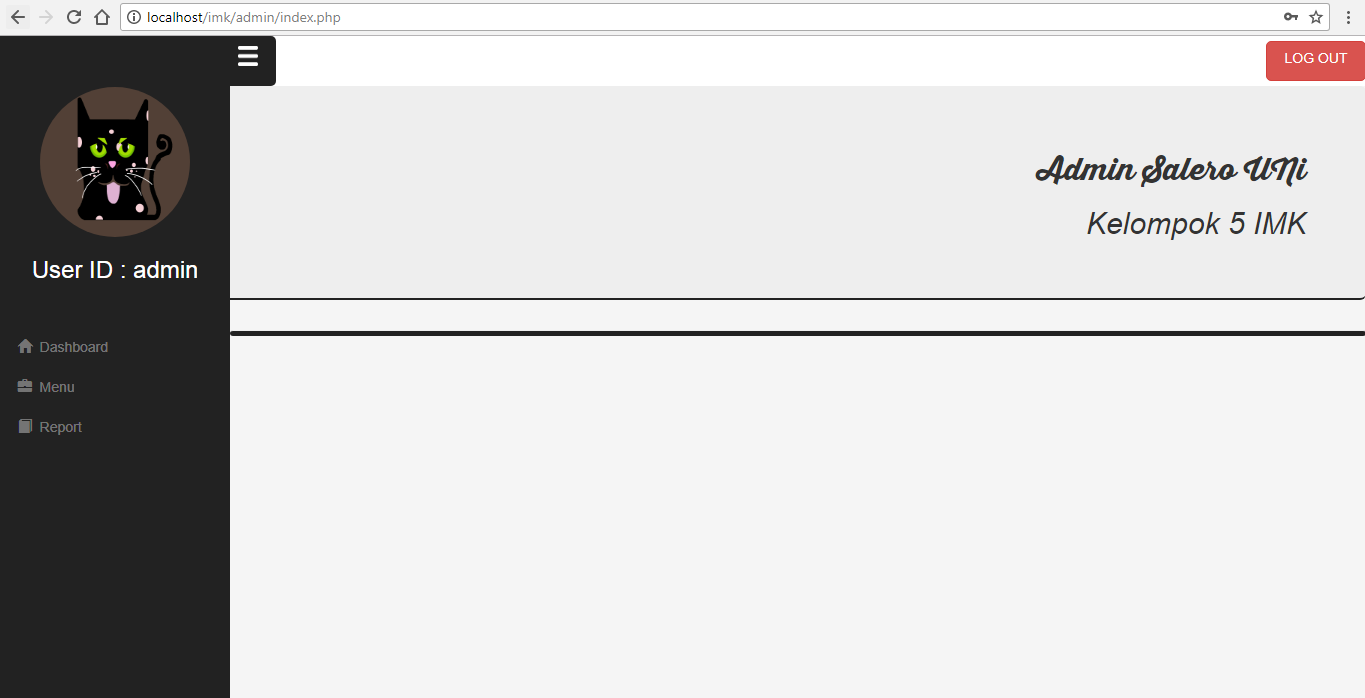 localhost/imk/admin/index.php
LOG OUT
Admin Salero UNi
Kelompok 5 IMK
User ID : admin
Dashboard
Menu
Report